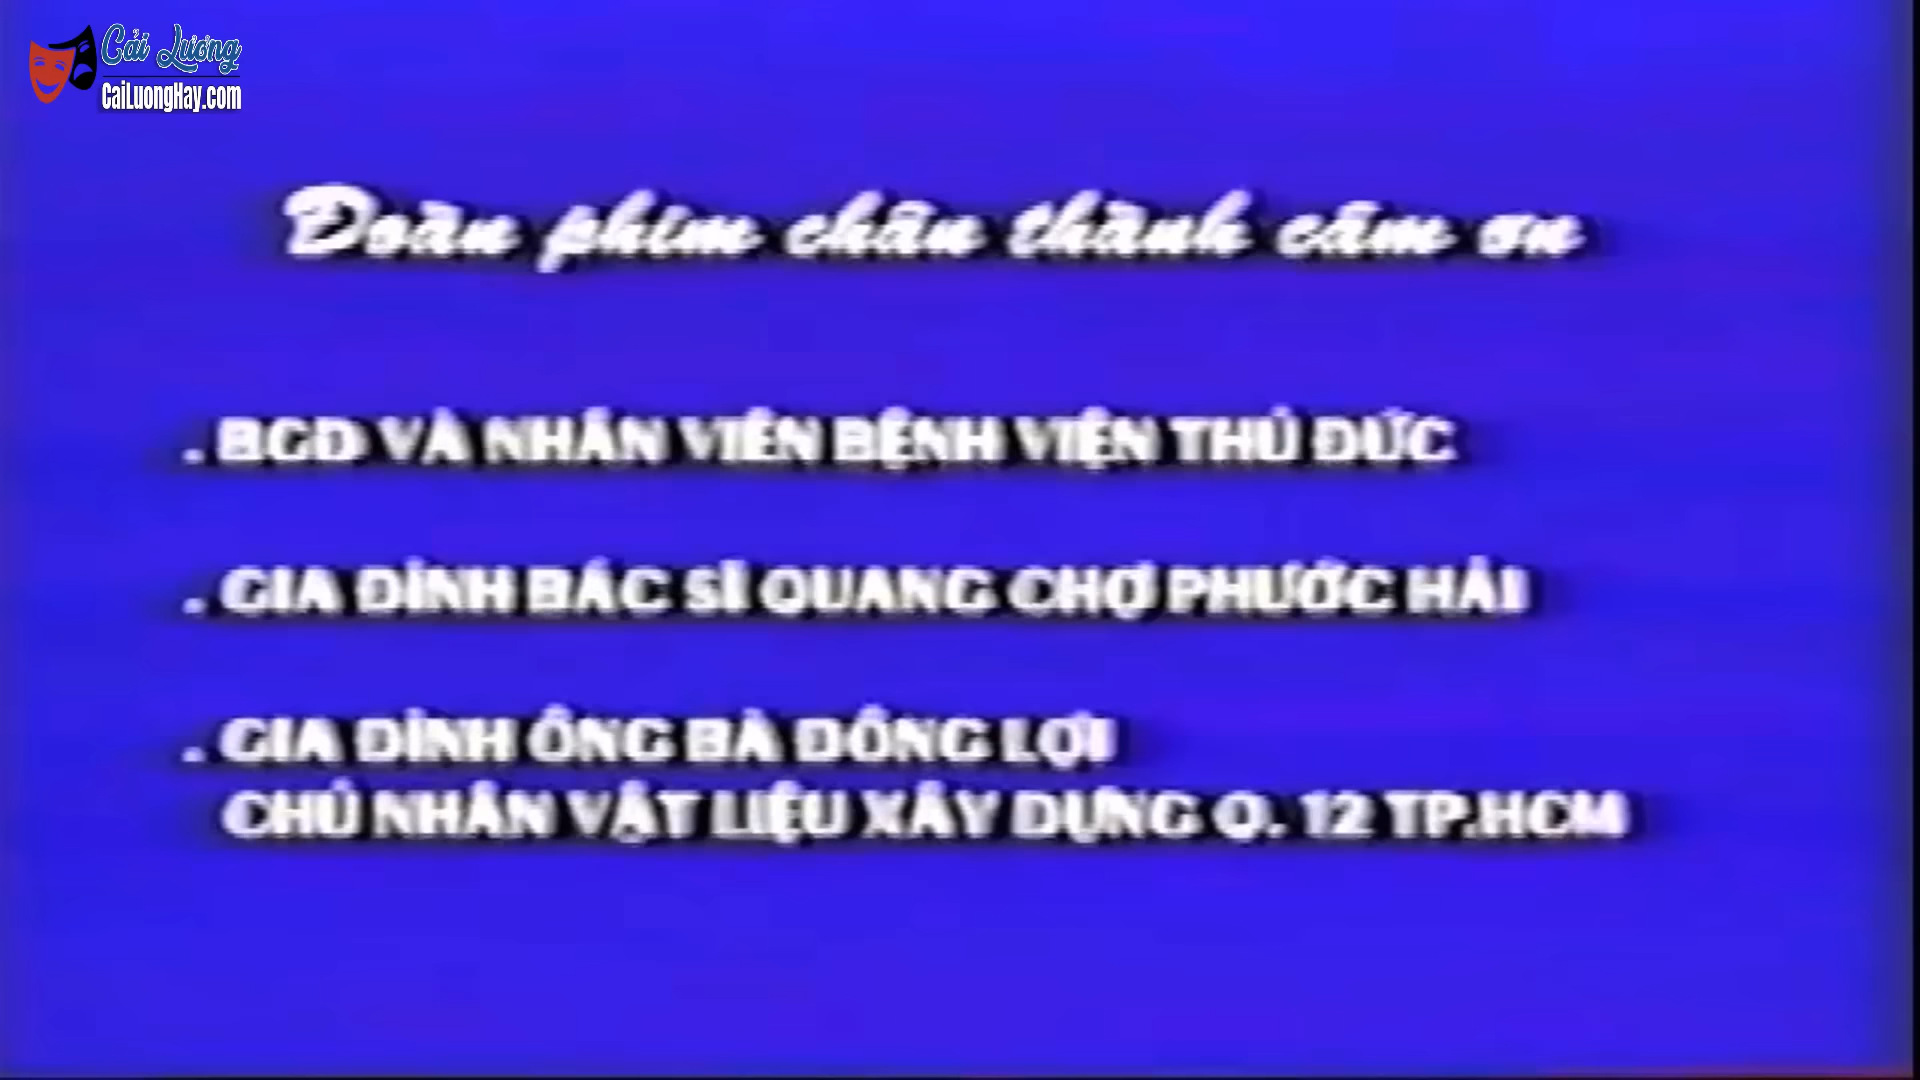 Cải Lương
CaiLuongHay.com
Đoàn phim chân thành cảm ơn
. BGD VÀ NHÂN VIÊN BỆNH VIỆN THỦ ĐỨC
. GIA ĐÌNH BÁC SĨ QUANG CHỢ PHƯỚC HẢI
. GIA ĐÌNH ÔNG BÀ ĐỒNG LỢI
CHỦ NHÂN VẬT LIỆU XÂY DỰNG Q. 12 TP.HCM